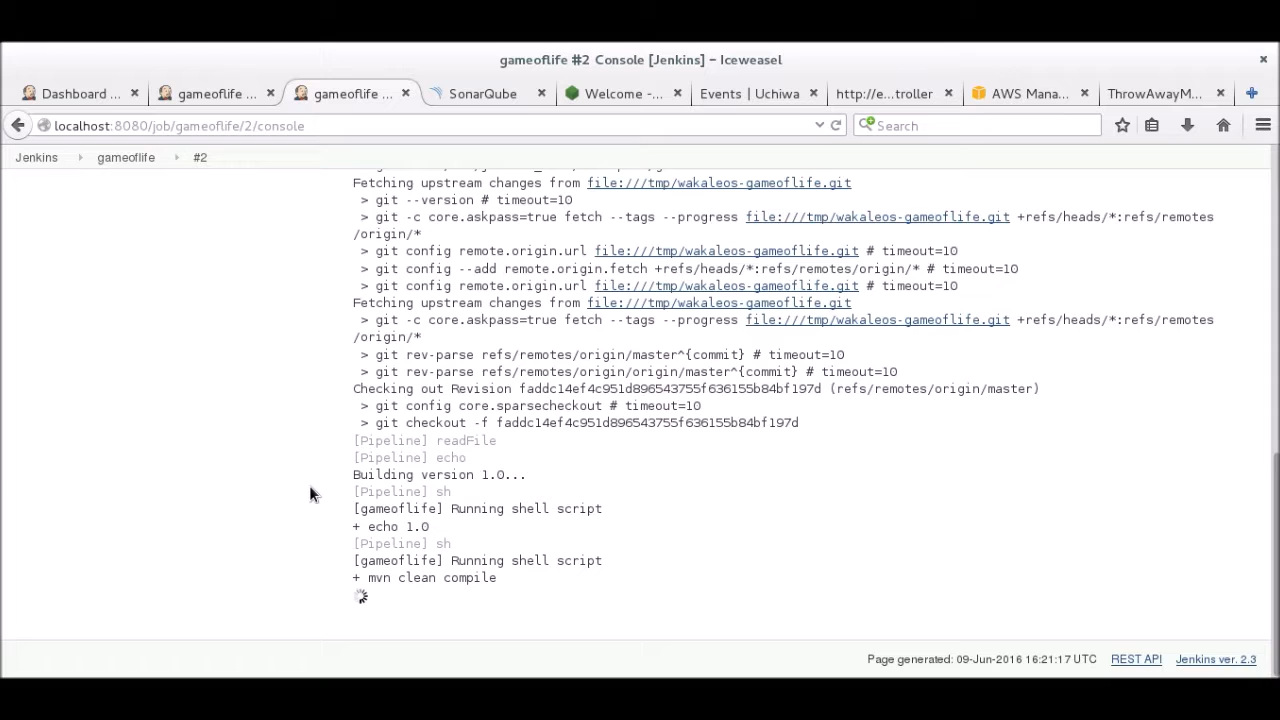 gameoflife #2 Console [Jenkins] – Iceweasel
Dashboard ...
gameoflife ...
gameoflife ...
SonarQube
Welcome -...
Events | Uchiwa
http://e...troller
AWS Mana...
ThrowAwayM...
localhost:8080/job/gameoflife/2/console
Search
Jenkins
gameoflife
#2
Fetching upstream changes from file:///tmp/wakaleos-gameoflife.git
> git --version # timeout=10
> git -c core.askpass=true fetch --tags --progress file:///tmp/wakaleos-gameoflife.git +refs/heads/*:refs/remotes
/origin/*
> git config remote.origin.url file:///tmp/wakaleos-gameoflife.git # timeout=10
> git config --add remote.origin.fetch +refs/heads/*:refs/remotes/origin/* # timeout=10
> git config remote.origin.url file:///tmp/wakaleos-gameoflife.git # timeout=10
Fetching upstream changes from file:///tmp/wakaleos-gameoflife.git
> git -c core.askpass=true fetch --tags --progress file:///tmp/wakaleos-gameoflife.git +refs/heads/*:refs/remotes
/origin/*
> git rev-parse refs/remotes/origin/master^{commit} # timeout=10
> git rev-parse refs/remotes/origin/origin/master^{commit} # timeout=10
Checking out Revision faddc14ef4c951d896543755f636155b84bf197d (refs/remotes/origin/master)
> git config core.sparsecheckout # timeout=10
> git checkout -f faddc14ef4c951d896543755f636155b84bf197d
[Pipeline] readFile
[Pipeline] echo
Building version 1.0...
[Pipeline] sh
[gameoflife] Running shell script
+ echo 1.0
[Pipeline] sh
[gameoflife] Running shell script
+ mvn clean compile
Page generated: 09-Jun-2016 16:21:17 UTC
REST API
Jenkins ver. 2.3